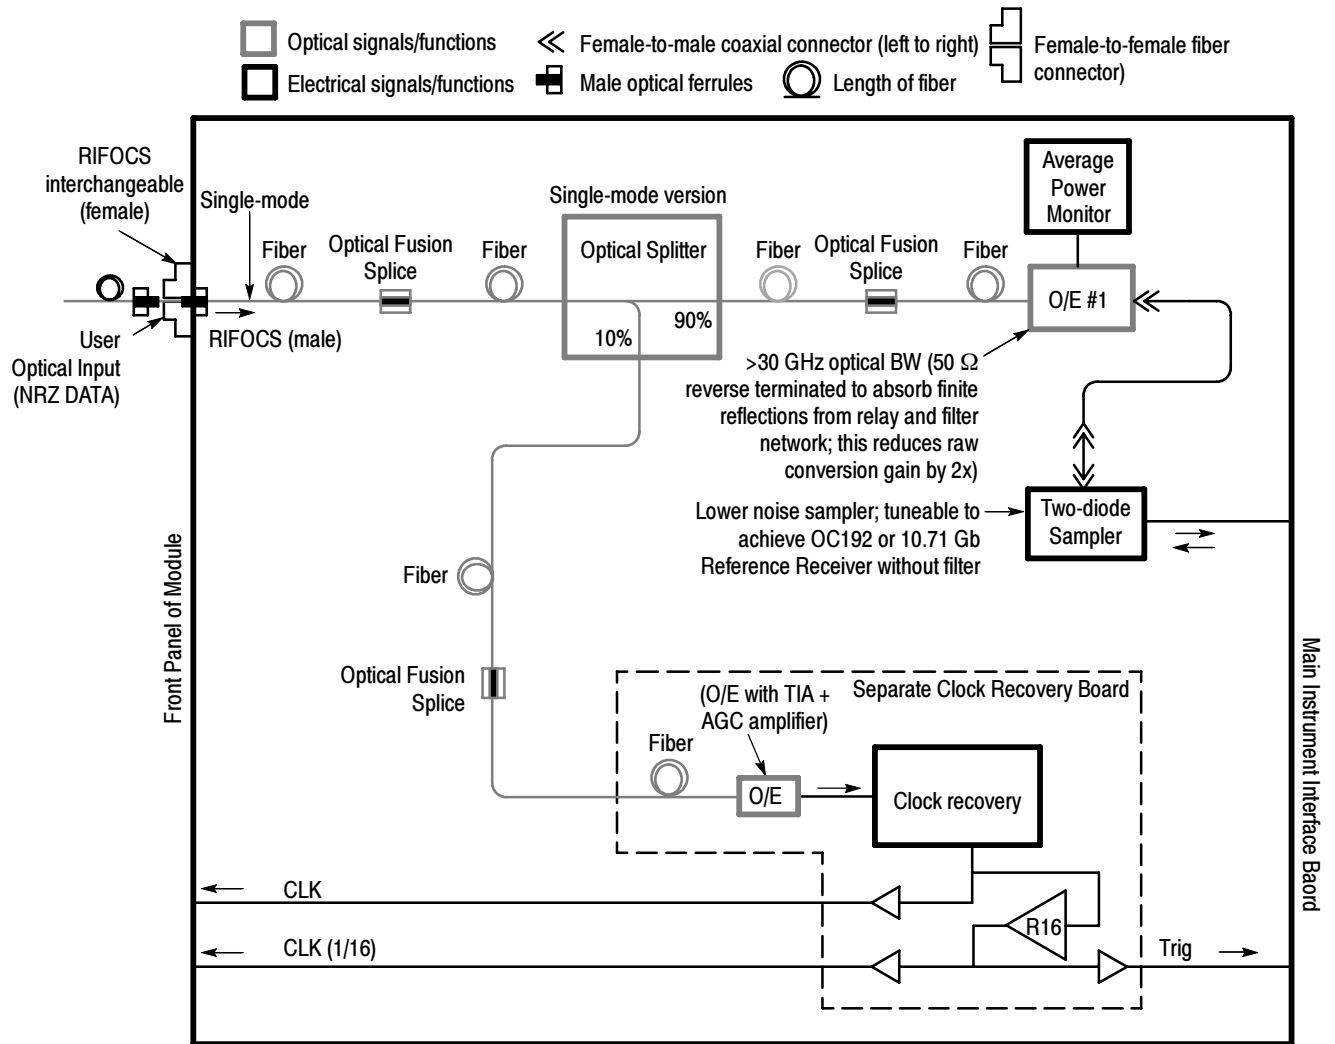 Optical signals/functions
Female-to-male coaxial connector (left to right)
Female-to-female fiber
connector)
Electrical signals/functions
Male optical ferrules
Length of fiber
RIFOCS
interchangeable
(female)
Single-mode
Fiber
Optical Fusion
Splice
Fiber
Single-mode version
Optical Splitter
90%
10%
Fiber
Optical Fusion
Splice
Fiber
Average
Power
Monitor
O/E #1
User
Optical Input
(NRZ DATA)
RIFOCS (male)
>30 GHz optical BW (50 Ω
reverse terminated to absorb finite
reflections from relay and filter
network; this reduces raw
conversion gain by 2x)
Lower noise sampler; tuneable to
achieve OC192 or 10.71 Gb
Reference Receiver without filter
Two-diode
Sampler
Front Panel of Module
Fiber
Optical Fusion
Splice
Main Instrument Interface Baord
Separate Clock Recovery Board
(O/E with TIA +
AGC amplifier)
Fiber
O/E
Clock recovery
CLK
R16
CLK (1/16)
Trig